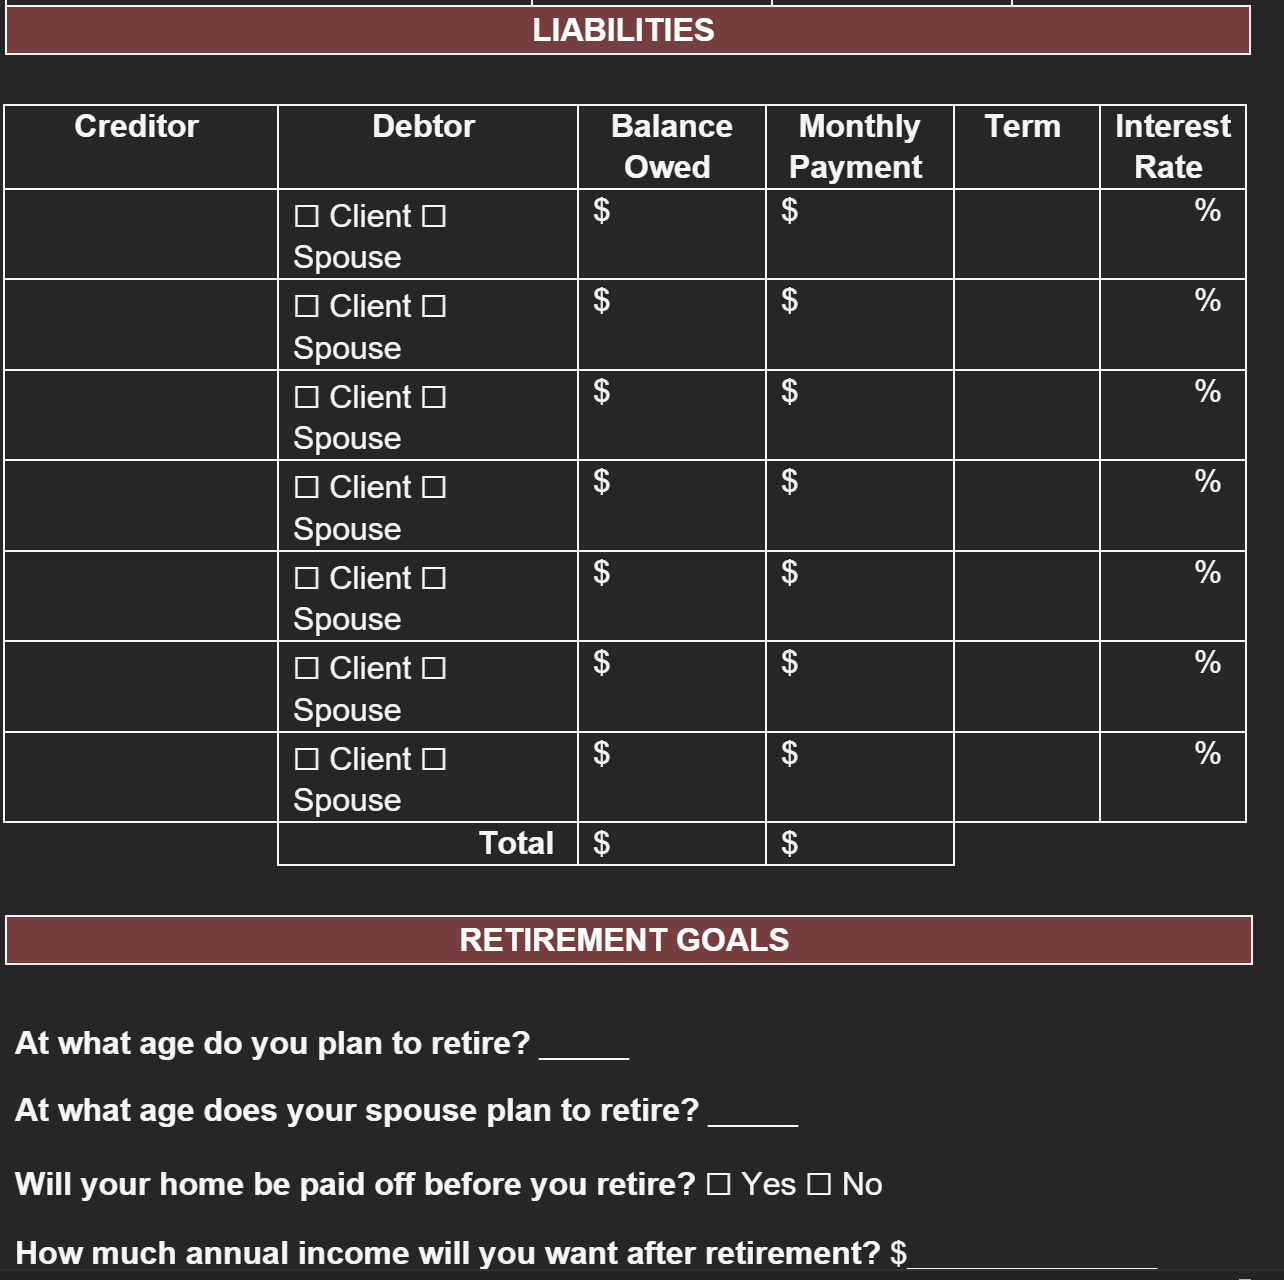 LIABILITIES
Creditor Debtor Balance Owed Monthly Payment Term Interest Rate
☐ Client ☐ Spouse $ $ %
☐ Client ☐ Spouse $ $ %
☐ Client ☐ Spouse $ $ %
☐ Client ☐ Spouse $ $ %
☐ Client ☐ Spouse $ $ %
☐ Client ☐ Spouse $ $ %
☐ Client ☐ Spouse $ $ %
Total $ $
RETIREMENT GOALS
At what age do you plan to retire? _____
At what age does your spouse plan to retire? _____
Will your home be paid off before you retire? ☐ Yes ☐ No
How much annual income will you want after retirement? $______________